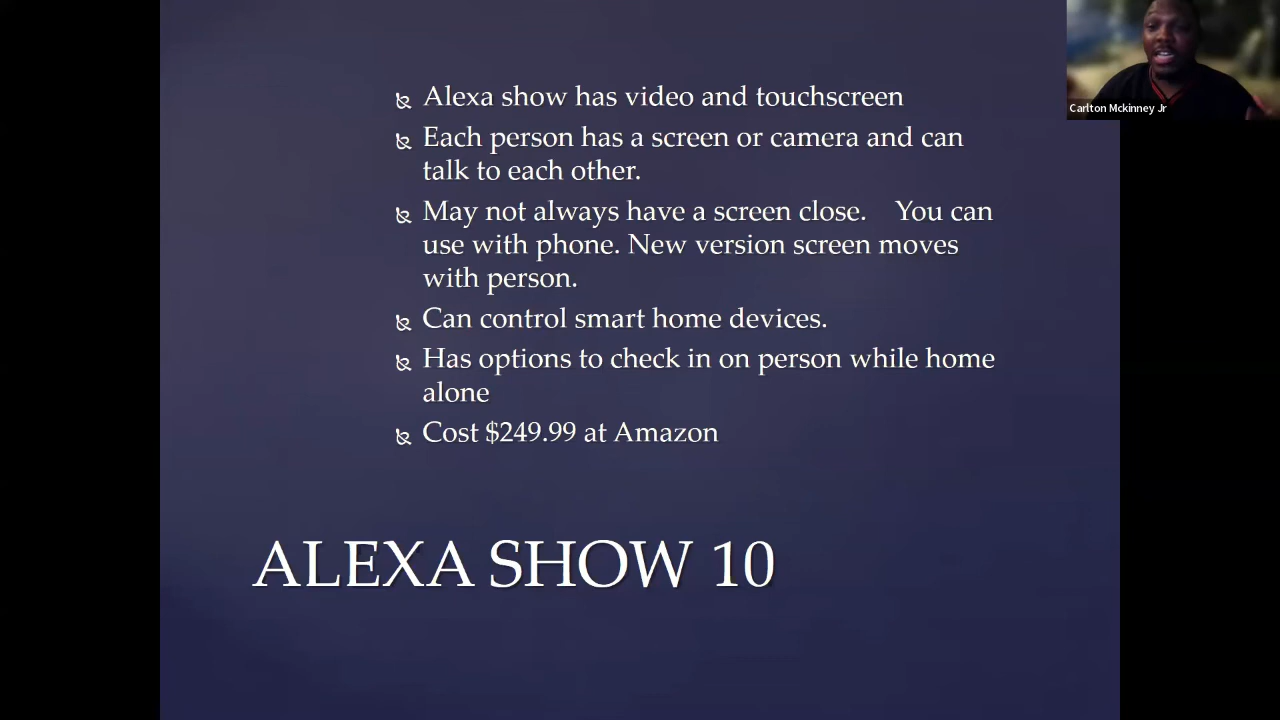 Alexa show has video and touchscreen
Each person has a screen or camera and can
talk to each other.
May not always have a screen close.    You can
use with phone. New version screen moves
with person.
Can control smart home devices.
Has options to check in on person while home
alone
Cost $249.99 at Amazon
ALEXA SHOW 10
Carlton Mckinney Jr